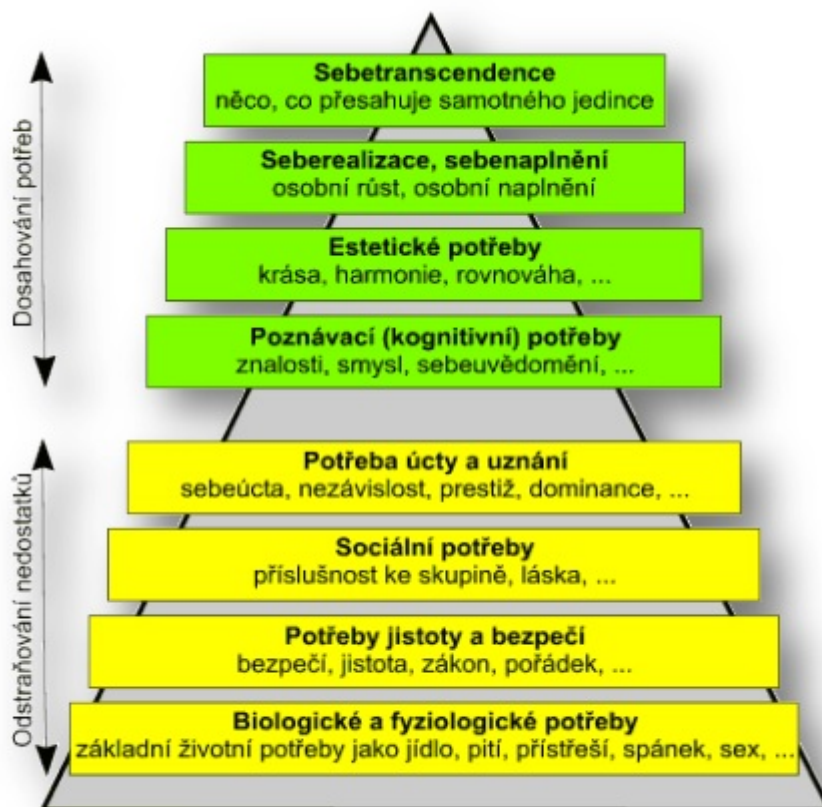 Dosahování potřeb
Sebetranscendence
něco, co přesahuje samotného jedince
Seberealizace, sebenaplnění
osobní růst, osobní naplnění
Estetické potřeby
krása, harmonie, rovnováha, ...
Poznávací (kognitivní) potřeby
znalosti, smysl, sebeuvědomění, ...
Odstraňování nedostatků
Potřeba úcty a uznání
sebeúcta, nezávislost, prestiž, dominance, ...
Sociální potřeby
příslušnost ke skupině, láska, ...
Potřeby jistoty a bezpečí
bezpečí, jistota, zákon, pořádek, ...
Biologické a fyziologické potřeby
základní životní potřeby jako jídlo, pití, přístřeší, spánek, sex, ...